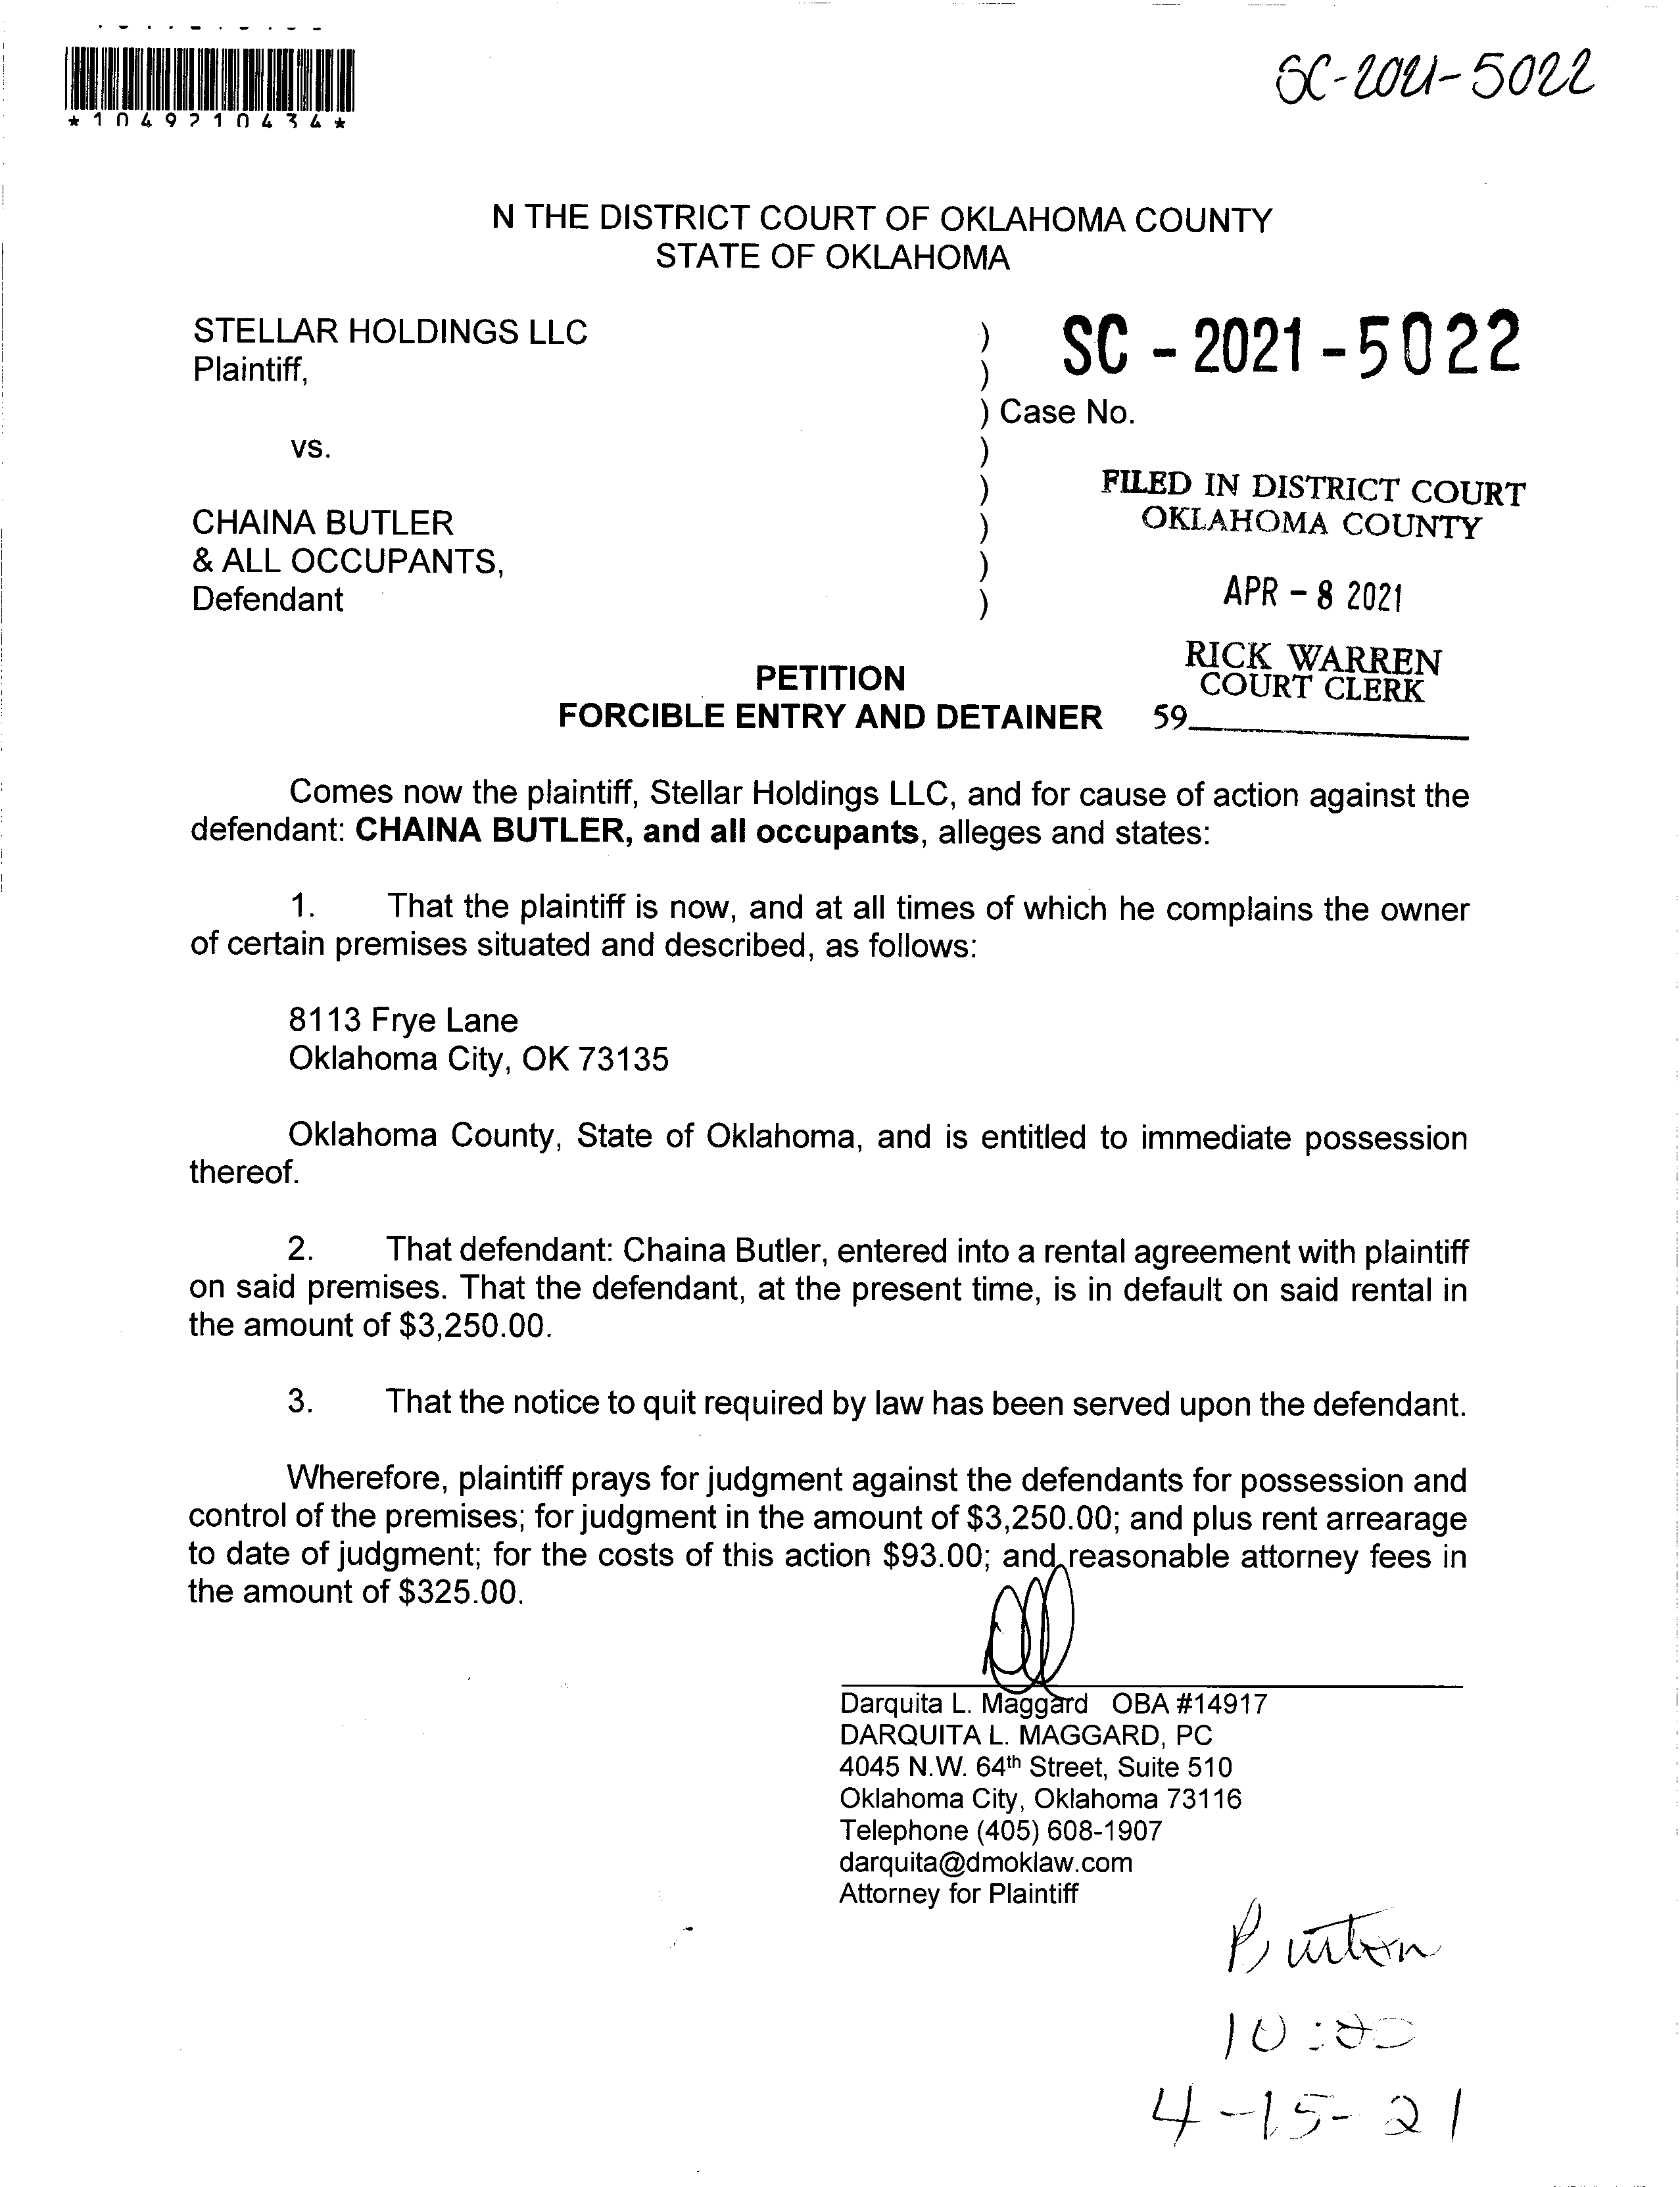 SC-2021-5022
*1049210434*
N THE DISTRICT COURT OF OKLAHOMA COUNTY
STATE OF OKLAHOMA
STELLAR HOLDINGS LLC
Plaintiff,
vs.
CHAINA BUTLER
& ALL OCCUPANTS,
Defendant
)
)
)
)
)
)
)
)
SC - 2021 - 5022
Case No.
FILED IN DISTRICT COURT
OKLAHOMA COUNTY
APR - 8 2021
RICK WARREN
COURT CLERK
59
PETITION
FORCIBLE ENTRY AND DETAINER
Comes now the plaintiff, Stellar Holdings LLC, and for cause of action against the
defendant: CHAINA BUTLER, and all occupants, alleges and states:
1. That the plaintiff is now, and at all times of which he complains the owner
of certain premises situated and described, as follows:
8113 Frye Lane
Oklahoma City, OK 73135
Oklahoma County, State of Oklahoma, and is entitled to immediate possession
thereof.
2. That defendant: Chaina Butler, entered into a rental agreement with plaintiff
on said premises. That the defendant, at the present time, is in default on said rental in
the amount of $3,250.00.
3. That the notice to quit required by law has been served upon the defendant.
Wherefore, plaintiff prays for judgment against the defendants for possession and
control of the premises; for judgment in the amount of $3,250.00; and plus rent arrearage
to date of judgment; for the costs of this action $93.00; and reasonable attorney fees in
the amount of $325.00.
Darquita L. Maggard OBA #14917
DARQUITA L. MAGGARD, PC
4045 N.W. 64th Street, Suite 510
Oklahoma City, Oklahoma 73116
Telephone (405) 608-1907
darquita@dmoklaw.com
Attorney for Plaintiff
Burton
10:00
4-15-21